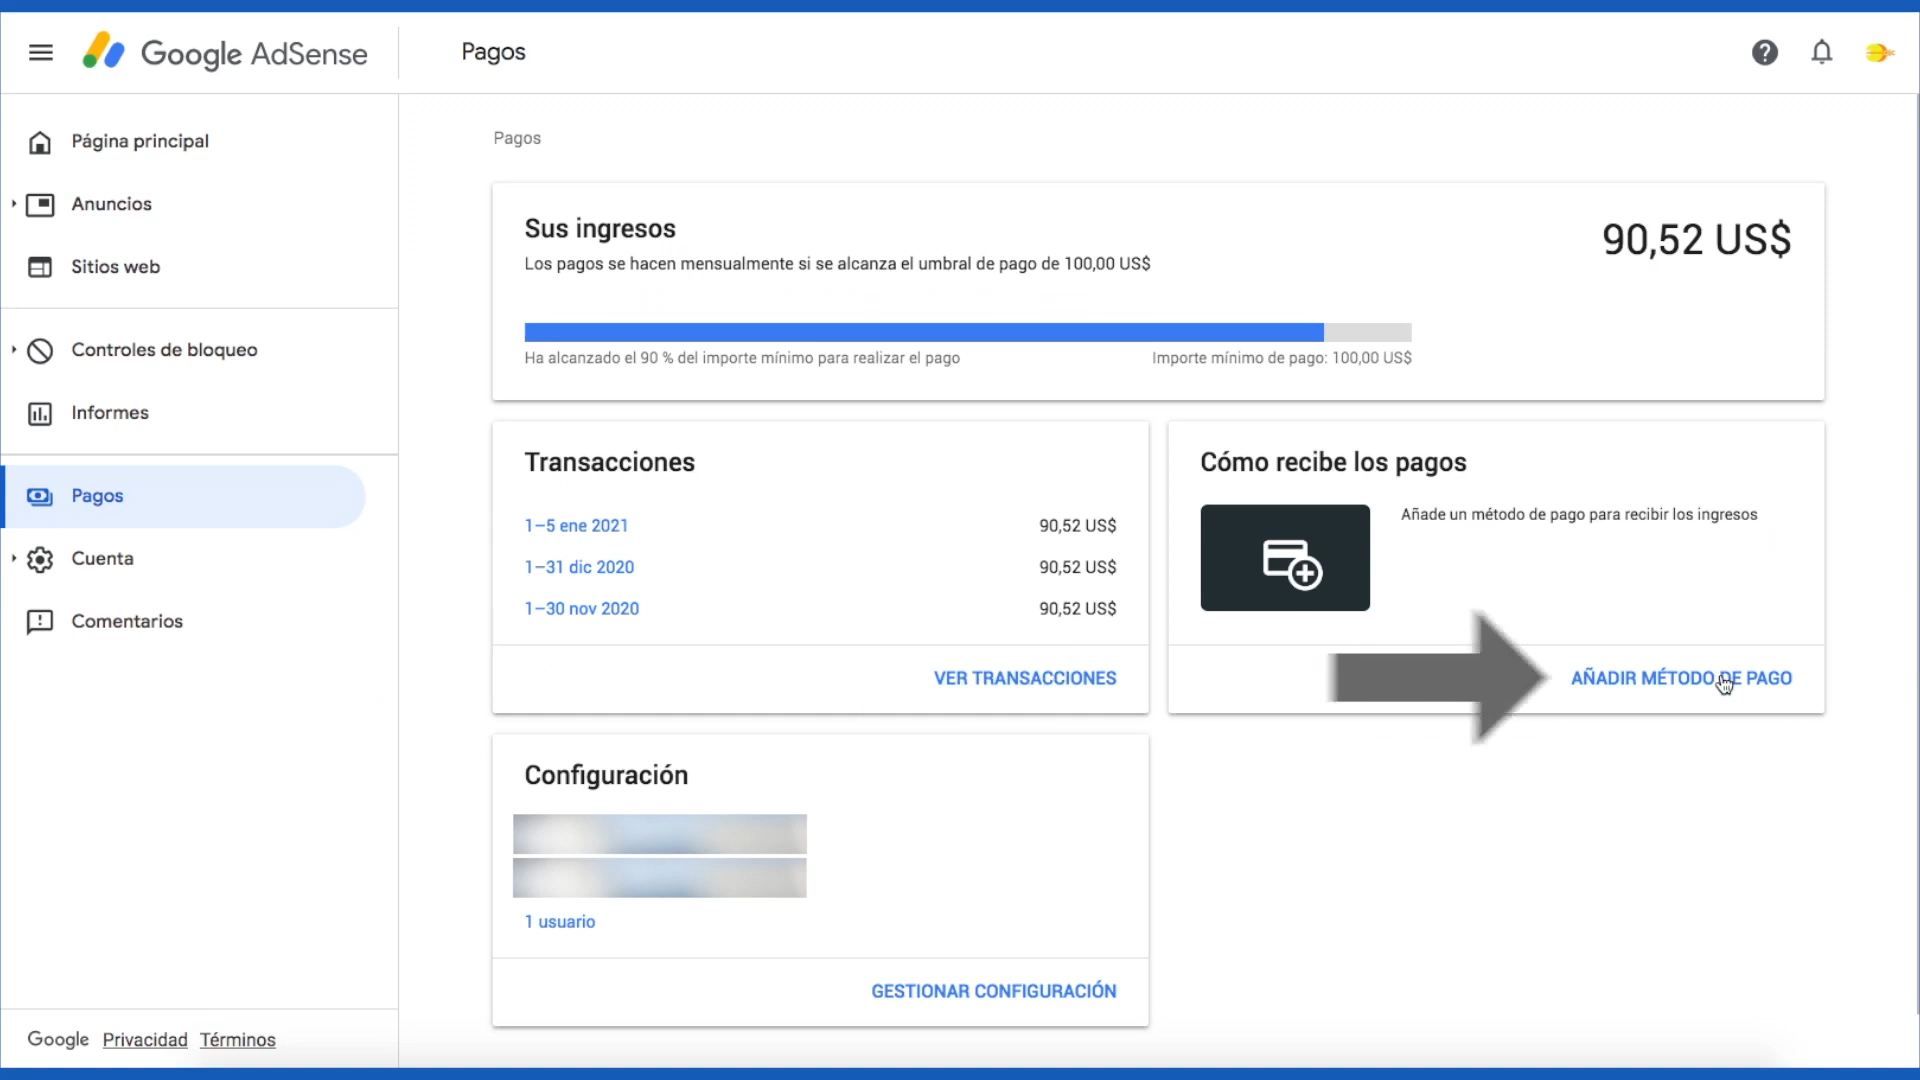 Google AdSense
Pagos
Página principal
Anuncios
Sitios web
Controles de bloqueo
Informes
Pagos
Cuenta
Comentarios
Google Privacidad Términos
Pagos
Sus ingresos
90,52 US$
Los pagos se hacen mensualmente si se alcanza el umbral de pago de 100,00 US$
Ha alcanzado el 90 % del importe mínimo para realizar el pago
Importe mínimo de pago: 100,00 US$
Transacciones
1–5 ene 2021 90,52 US$
1–31 dic 2020 90,52 US$
1–30 nov 2020 90,52 US$
VER TRANSACCIONES
Cómo recibe los pagos
Añade un método de pago para recibir los ingresos
AÑADIR MÉTODO DE PAGO
Configuración
1 usuario
GESTIONAR CONFIGURACIÓN